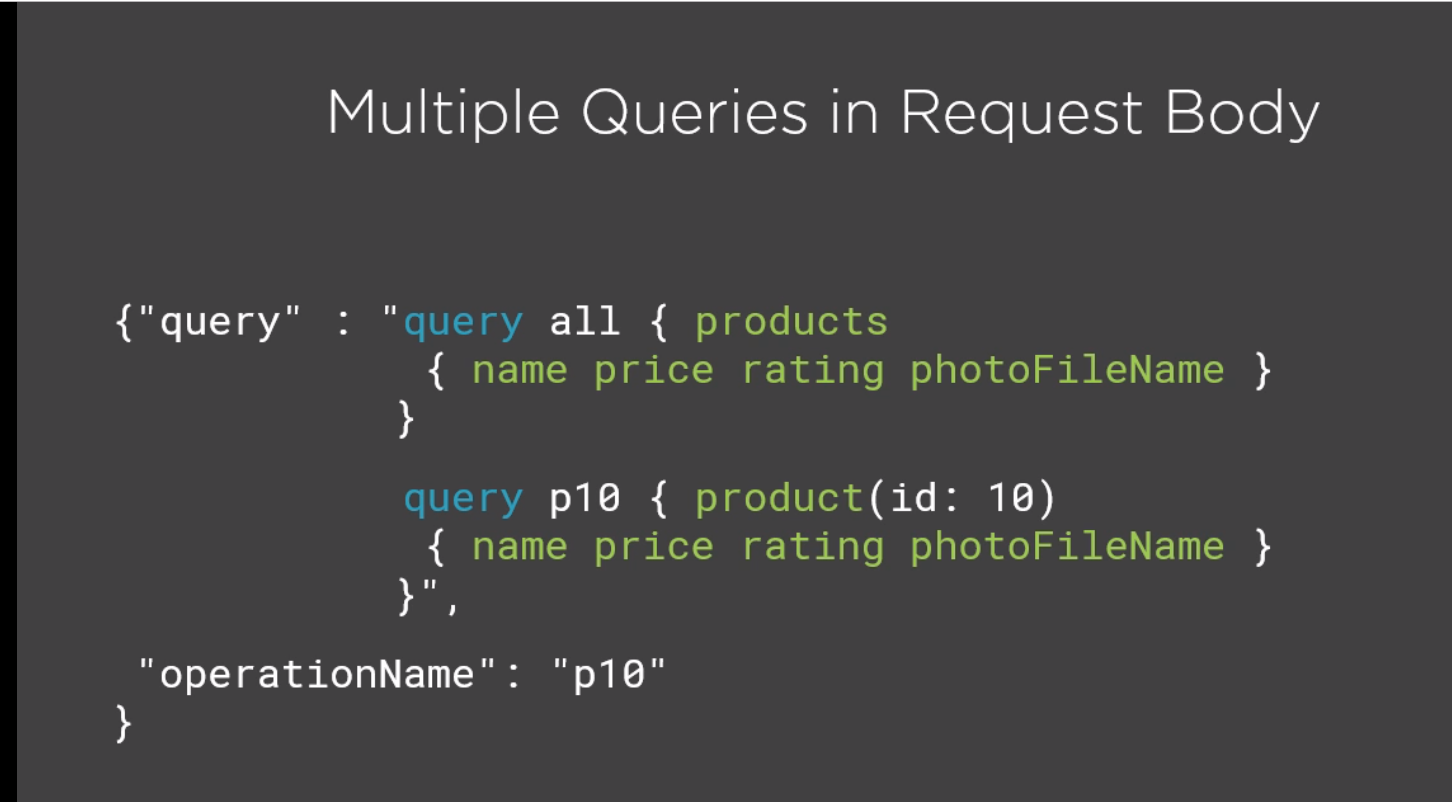 Multiple Queries in Request Body
{"query" : "query all { products
{ name price rating photoFileName }
}
query p10 { product(id: 10)
{ name price rating photoFileName }
}",
"operationName": "p10"
}